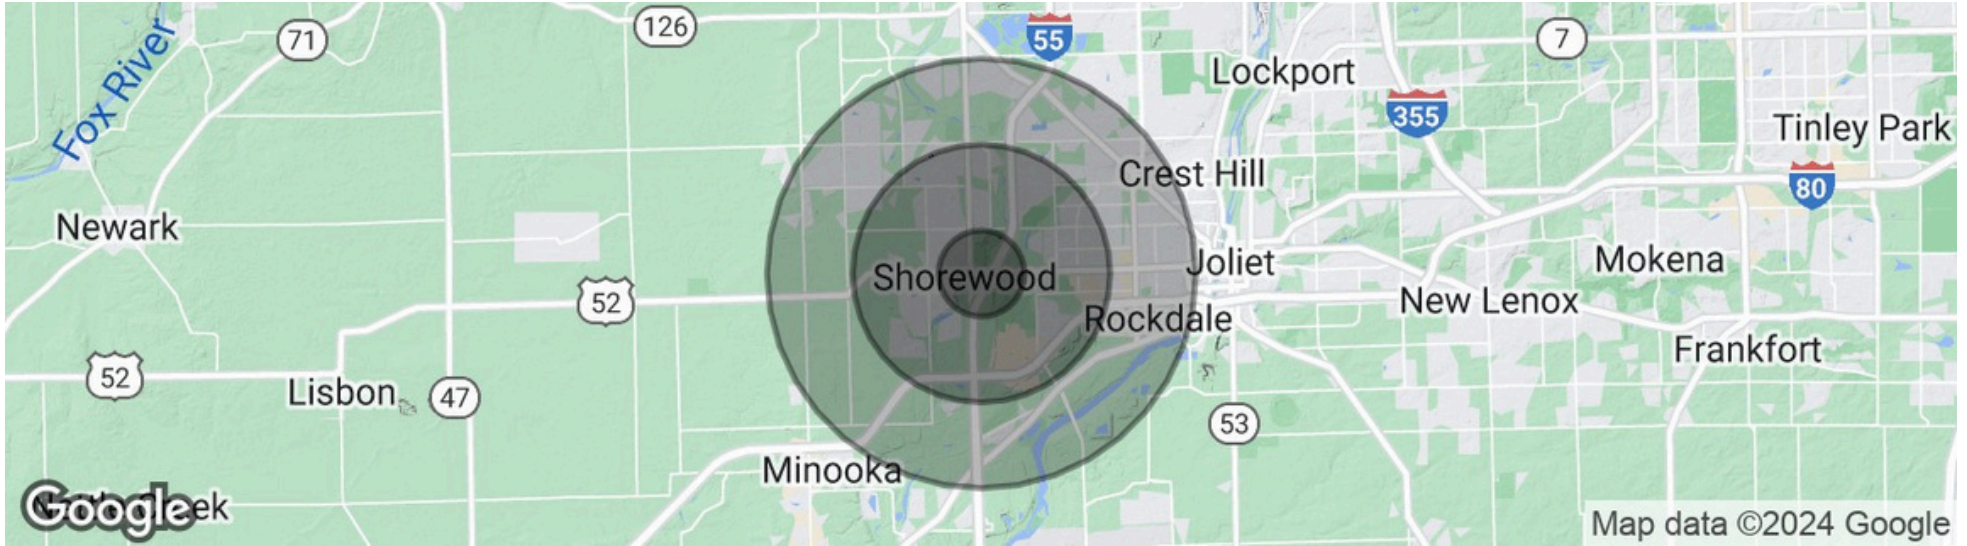 126
71
55
7
Fox River
Lockport
355
Tinley Park
Crest Hill
80
Newark
Joliet
Mokena
Shorewood
52
New Lenox
Rockdale
Frankfort
52
Lisbon
47
53
Minooka
Google
Map data ©2024 Google